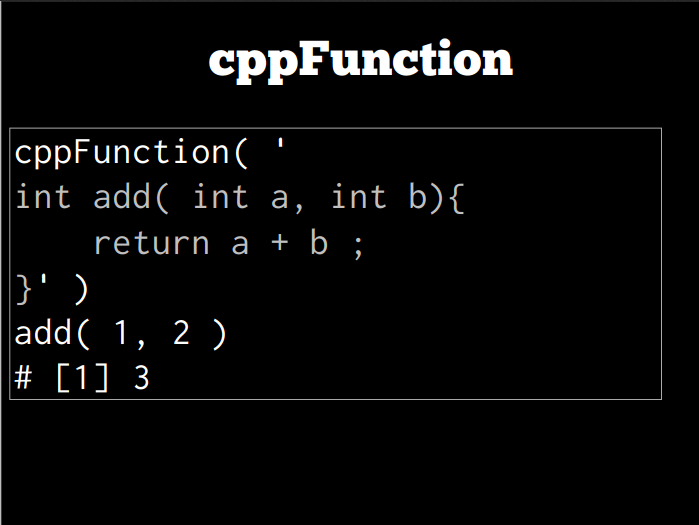 cppFunction
cppFunction( '
int add( int a, int b){
    return a + b ;
}' )
add( 1, 2 )
# [1] 3